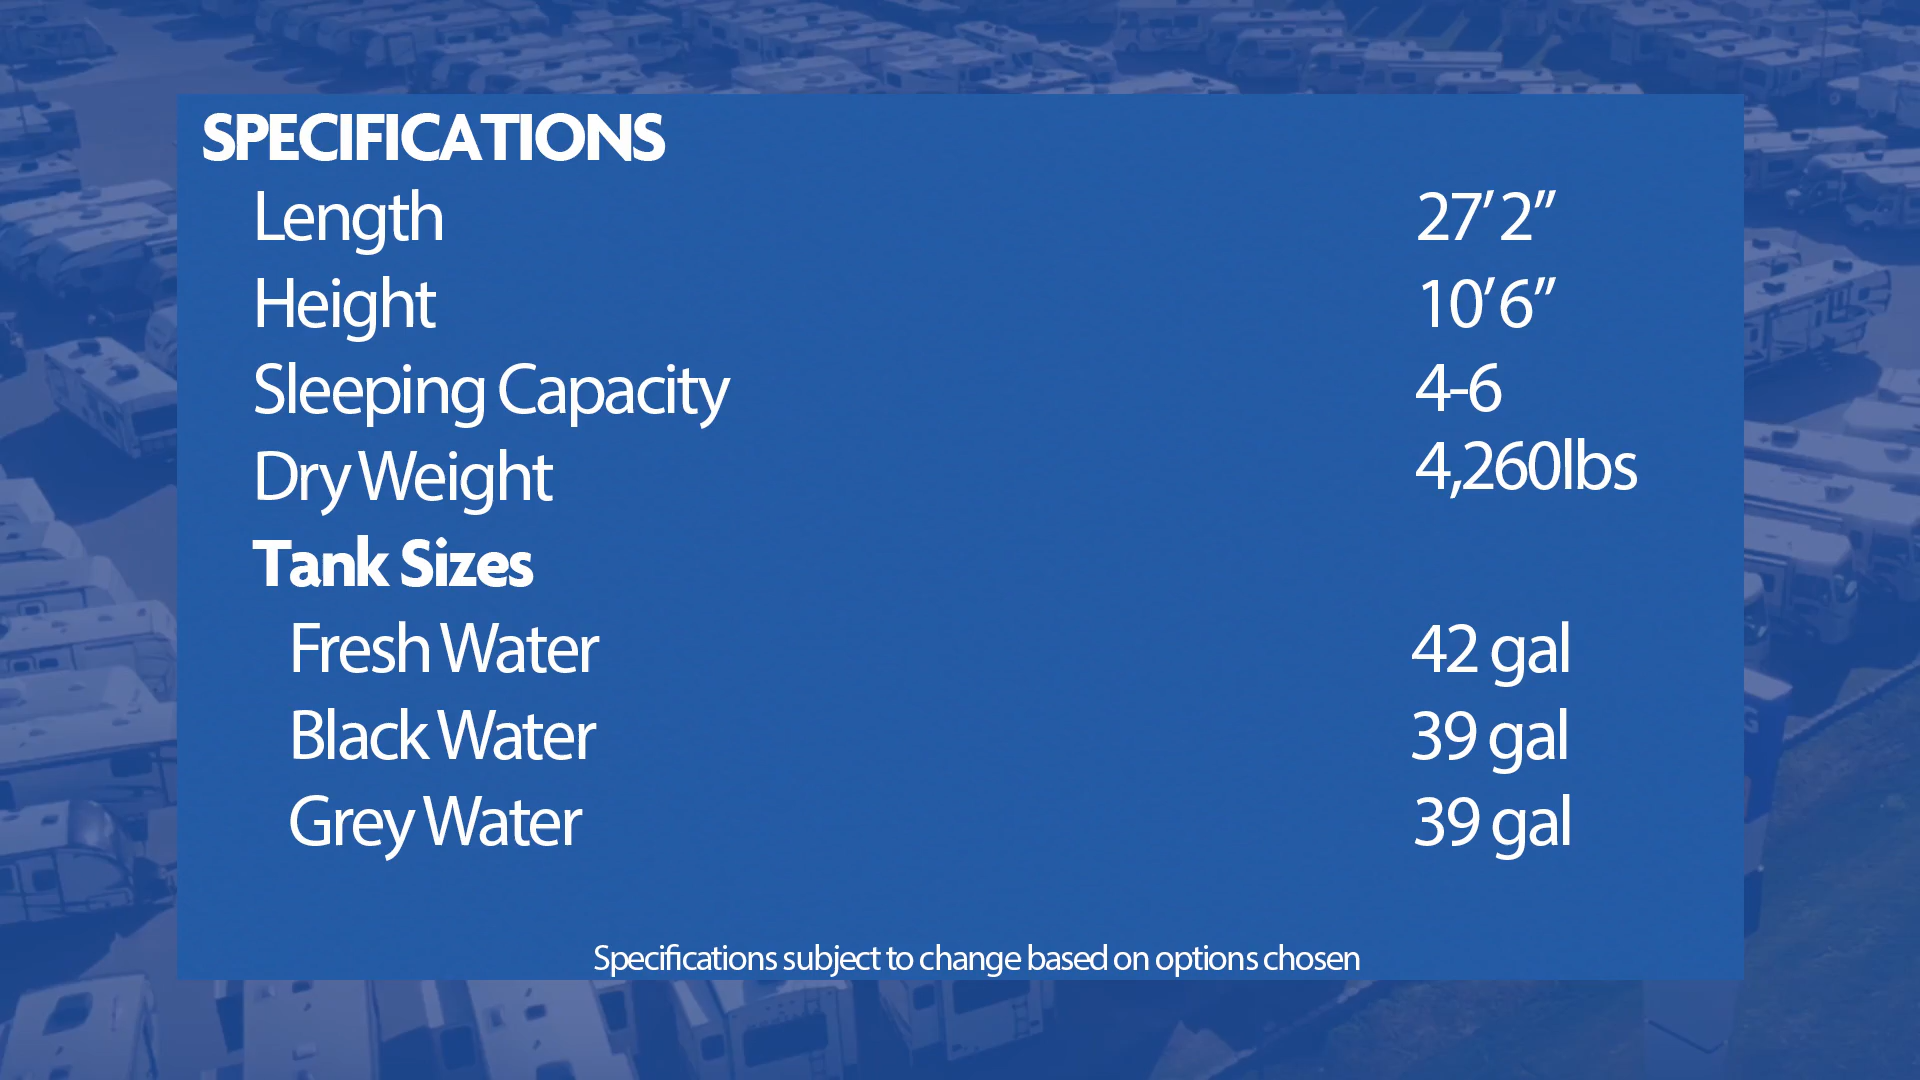 SPECIFICATIONS
Length 27’2”
Height 10’6”
Sleeping Capacity 4-6
Dry Weight 4,260lbs
Tank Sizes
Fresh Water 42 gal
Black Water 39 gal
Grey Water 39 gal
Specifications subject to change based on options chosen